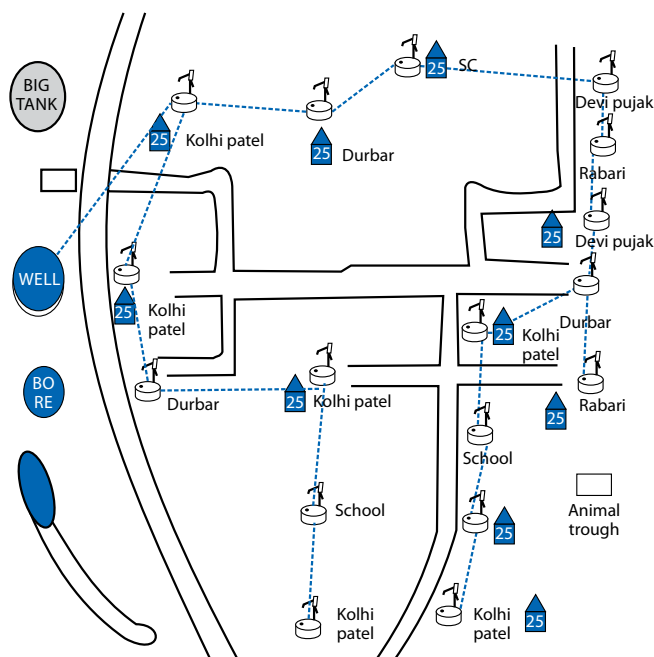 SC
25
BIG
TANK
Devi pujak
25
Kolhi patel
25
Durbar
Rabari
25
Devi pujak
WELL
25
Kolhi
patel
Durbar
25
Kolhi
patel
BO
RE
Durbar
25
Kolhi patel
25
Rabari
School
School
Animal
trough
25
Kolhi
patel
Kolhi
patel
25